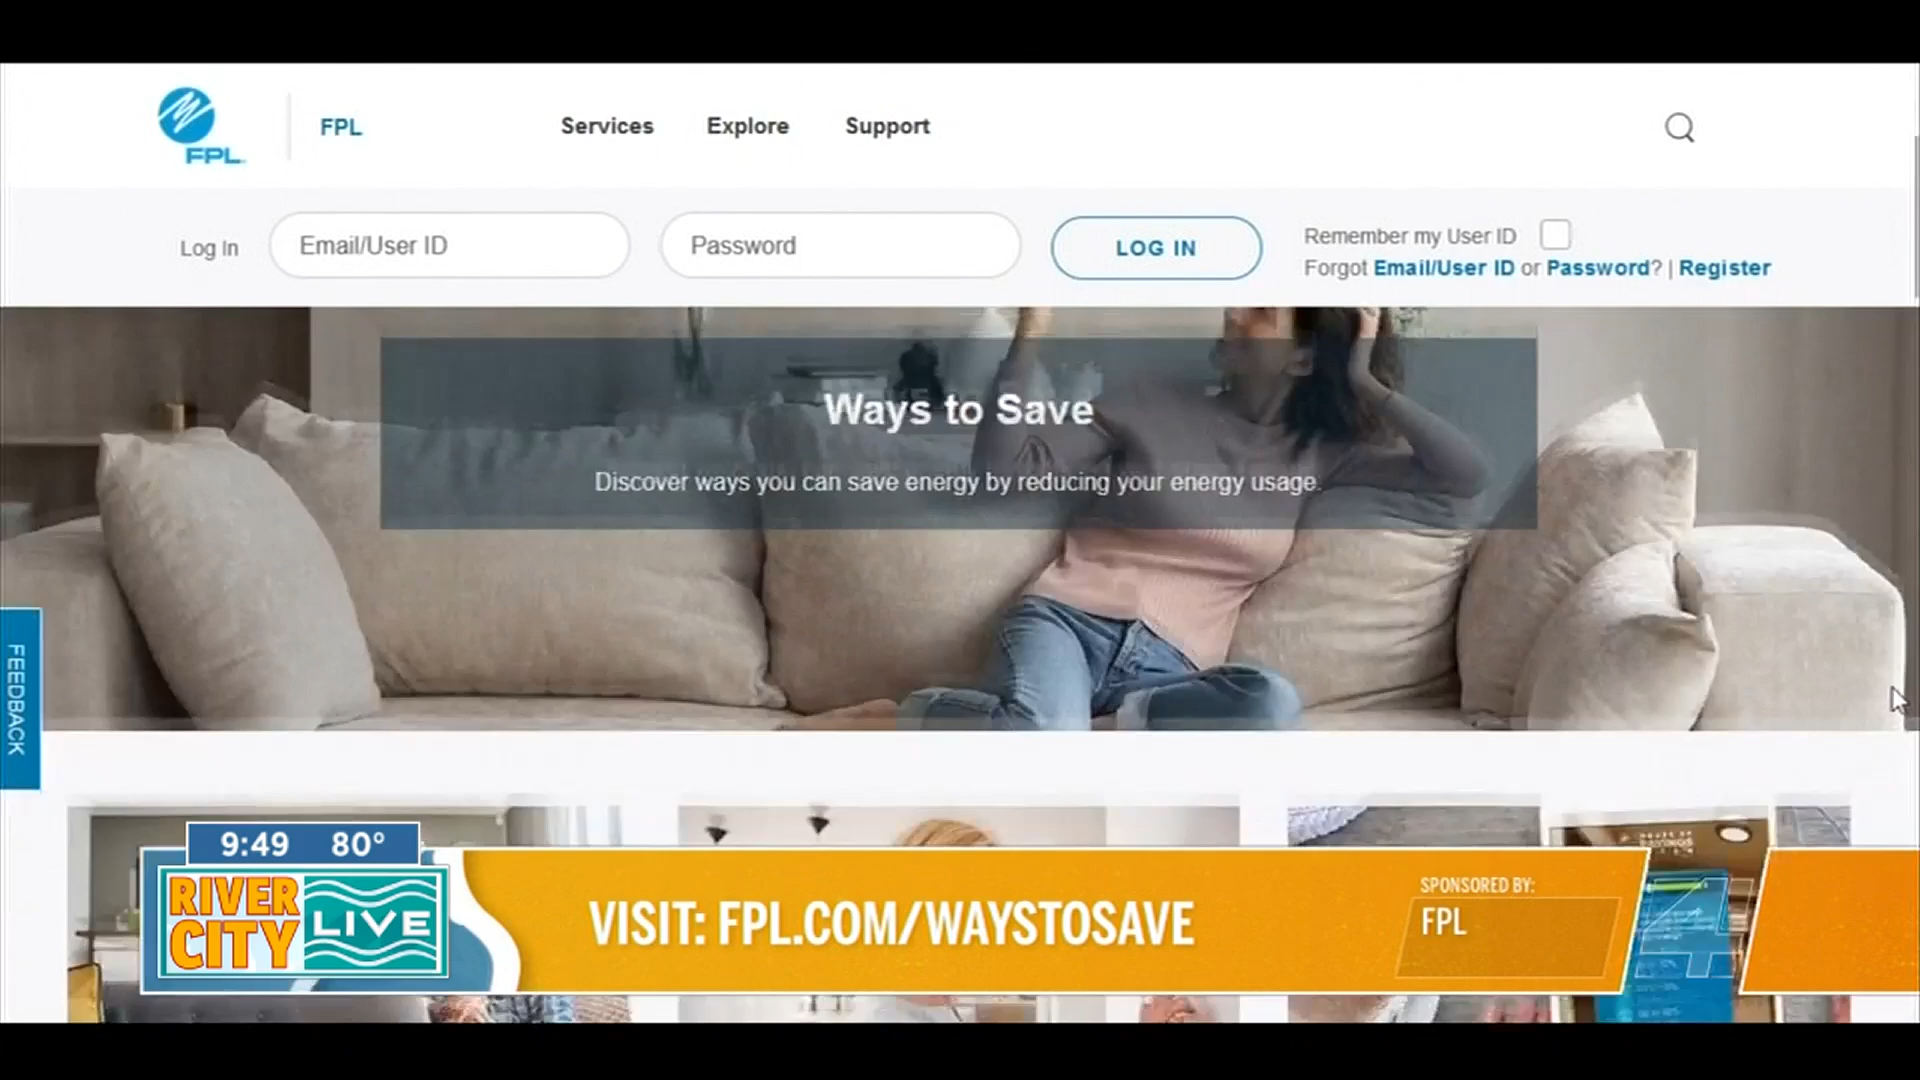 FPL
FPL
Services
Explore
Support
Log In
Email/User ID
Password
LOG IN
Remember my User ID
Forgot Email/User ID or Password? | Register
Ways to Save
Discover ways you can save energy by reducing your energy usage.
FEEDBACK
9:49 80°
RIVER
CITY
LIVE
VISIT: FPL.COM/WAYSTOSAVE
SPONSORED BY:
FPL
4